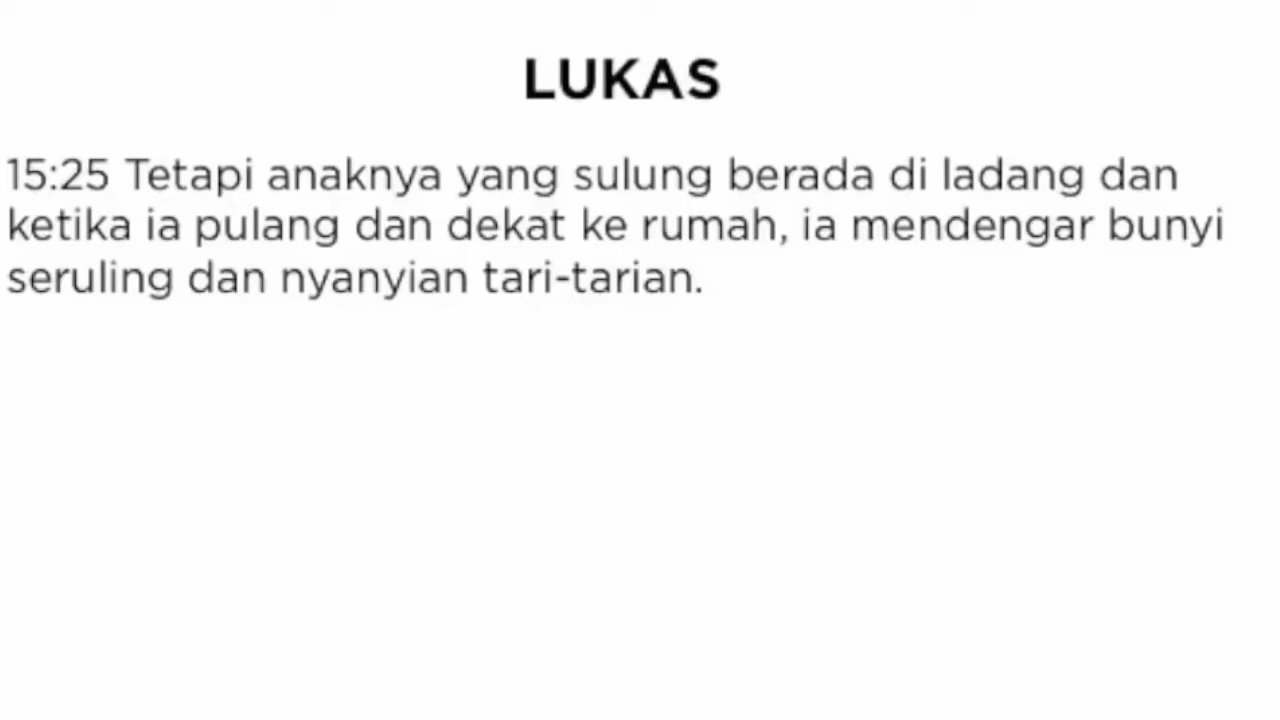 LUKAS
15:25 Tetapi anaknya yang sulung berada di ladang dan
ketika ia pulang dan dekat ke rumah, ia mendengar bunyi
seruling dan nyanyian tari-tarian.